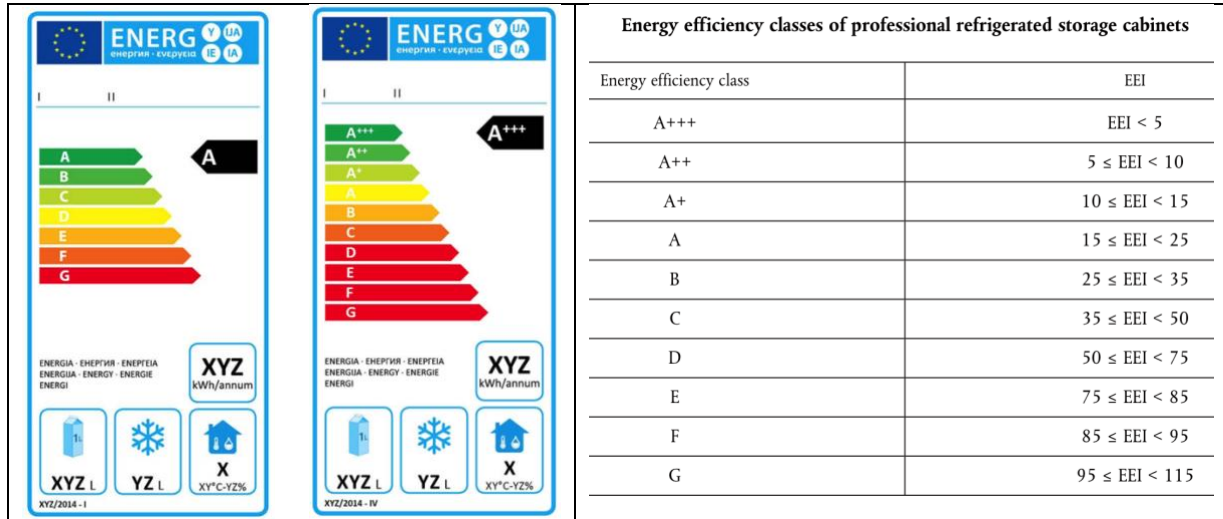 ENERG
енергия · ενεργεια
Y UA
IE IA
I II
A
B
C
D
E
F
G
A
ENERGIA · ЕНЕРГИЯ · ΕΝΕΡΓΕΙΑ
ENERGIJA · ENERGY · ENERGIE
ENERGI
XYZ
kWh/annum
1L
XYZ L
YZ L
X
XY°C-YZ%
XYZ/2014 - I
ENERG
енергия · ενεργεια
Y UA
IE IA
I II
A+++
A++
A+
A
B
C
D
E
F
G
A+++
ENERGIA · ЕНЕРГИЯ · ΕΝΕΡΓΕΙΑ
ENERGIJA · ENERGY · ENERGIE
ENERGI
XYZ
kWh/annum
1L
XYZ L
YZ L
X
XY°C-YZ%
XYZ/2014 - IV
Energy efficiency classes of professional refrigerated storage cabinets
Energy efficiency class EEI
A+++ EEI < 5
A++ 5 ≤ EEI < 10
A+ 10 ≤ EEI < 15
A 15 ≤ EEI < 25
B 25 ≤ EEI < 35
C 35 ≤ EEI < 50
D 50 ≤ EEI < 75
E 75 ≤ EEI < 85
F 85 ≤ EEI < 95
G 95 ≤ EEI < 115